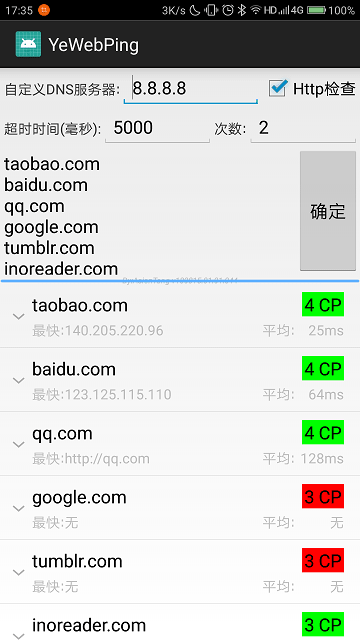 17:35 3K/s HD 4G 100%
YeWebPing
自定义DNS服务器: 8.8.8.8 Http检查
超时时间(毫秒): 5000 次数: 2
taobao.com
baidu.com
qq.com
google.com
tumblr.com
inoreader.com
确定
taobao.com 4 CP
最快:140.205.220.96 平均: 25ms
baidu.com 4 CP
最快:123.125.115.110 平均: 64ms
qq.com 4 CP
最快:http://qq.com 平均: 128ms
google.com 3 CP
最快:无 平均: 无
tumblr.com 3 CP
最快:无 平均: 无
inoreader.com 3 CP